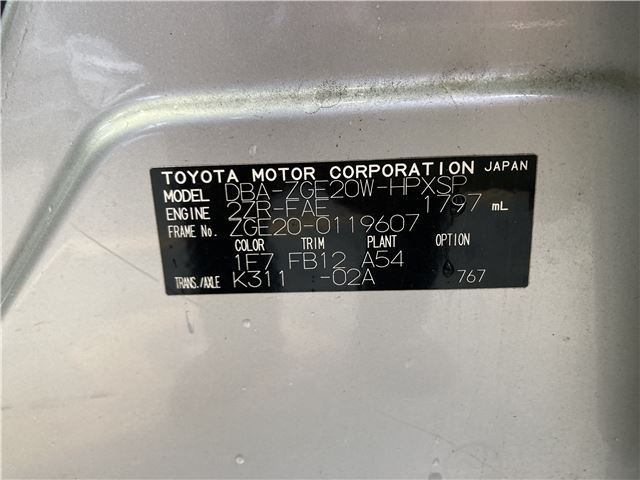 TOYOTA MOTOR CORPORATION JAPAN
MODEL DBA-ZGE20W-HPXSP
ENGINE 2ZR-FAE 1797 mL
FRAME No. ZGE20-0119607
COLOR TRIM PLANT OPTION
1F7 FB12 A54
TRANS./AXLE K311 -02A 767